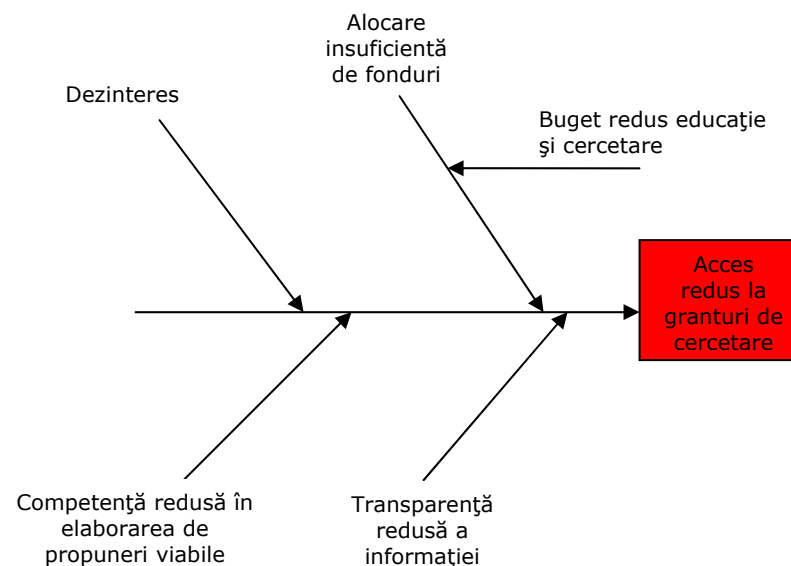 Alocare
insuficientă
de fonduri
Dezinteres
Buget redus educaţie
şi cercetare
Acces
redus la
granturi de
cercetare
Competenţă redusă în
elaborarea de
propuneri viabile
Transparenţă
redusă a
informaţiei